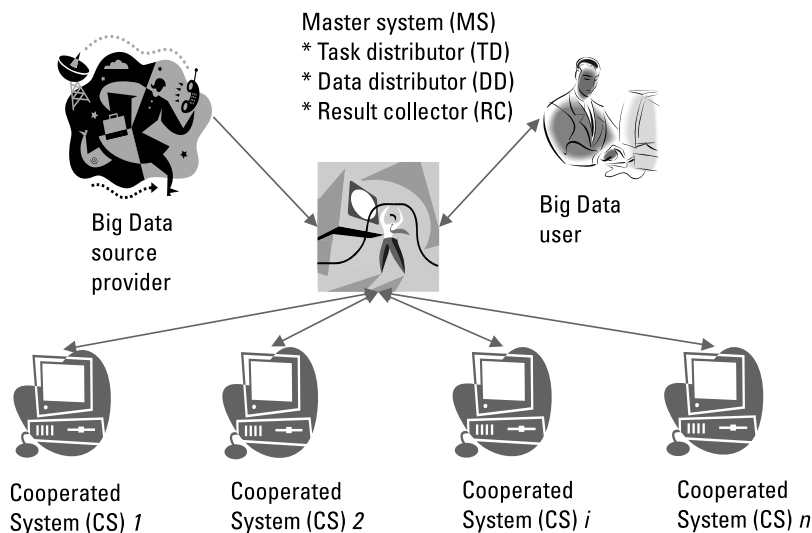 Master system (MS)
* Task distributor (TD)
* Data distributor (DD)
* Result collector (RC)
Big Data
source
provider
Big Data
user
Cooperated
System (CS) 1
Cooperated
System (CS) 2
Cooperated
System (CS) i
Cooperated
System (CS) n